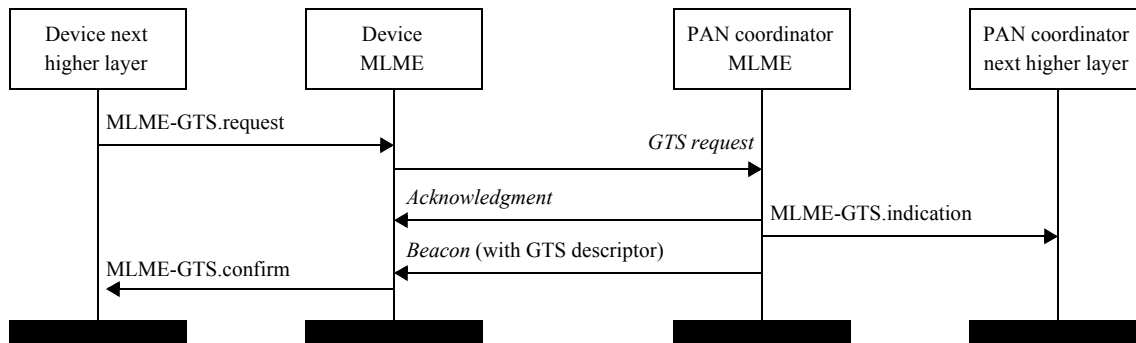 Device next
higher layer
Device
MLME
PAN coordinator
MLME
PAN coordinator
next higher layer
MLME-GTS.request
GTS request
Acknowledgment
MLME-GTS.indication
Beacon (with GTS descriptor)
MLME-GTS.confirm